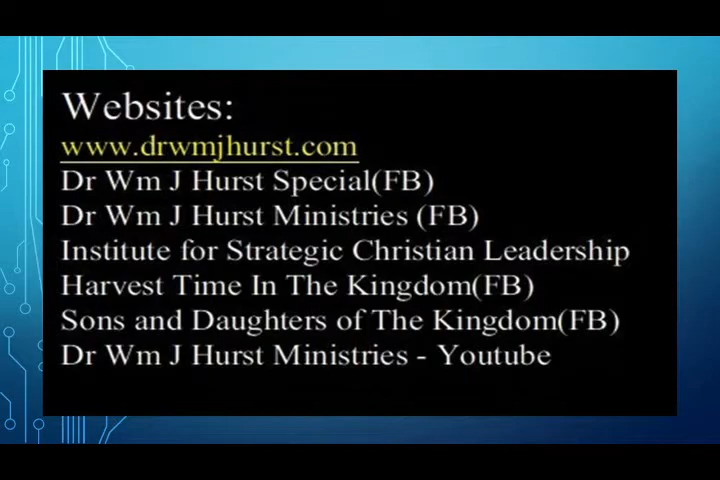 Websites:
www.drwmjhurst.com
Dr Wm J Hurst Special(FB)
Dr Wm J Hurst Ministries (FB)
Institute for Strategic Christian Leadership
Harvest Time In The Kingdom(FB)
Sons and Daughters of The Kingdom(FB)
Dr Wm J Hurst Ministries - Youtube